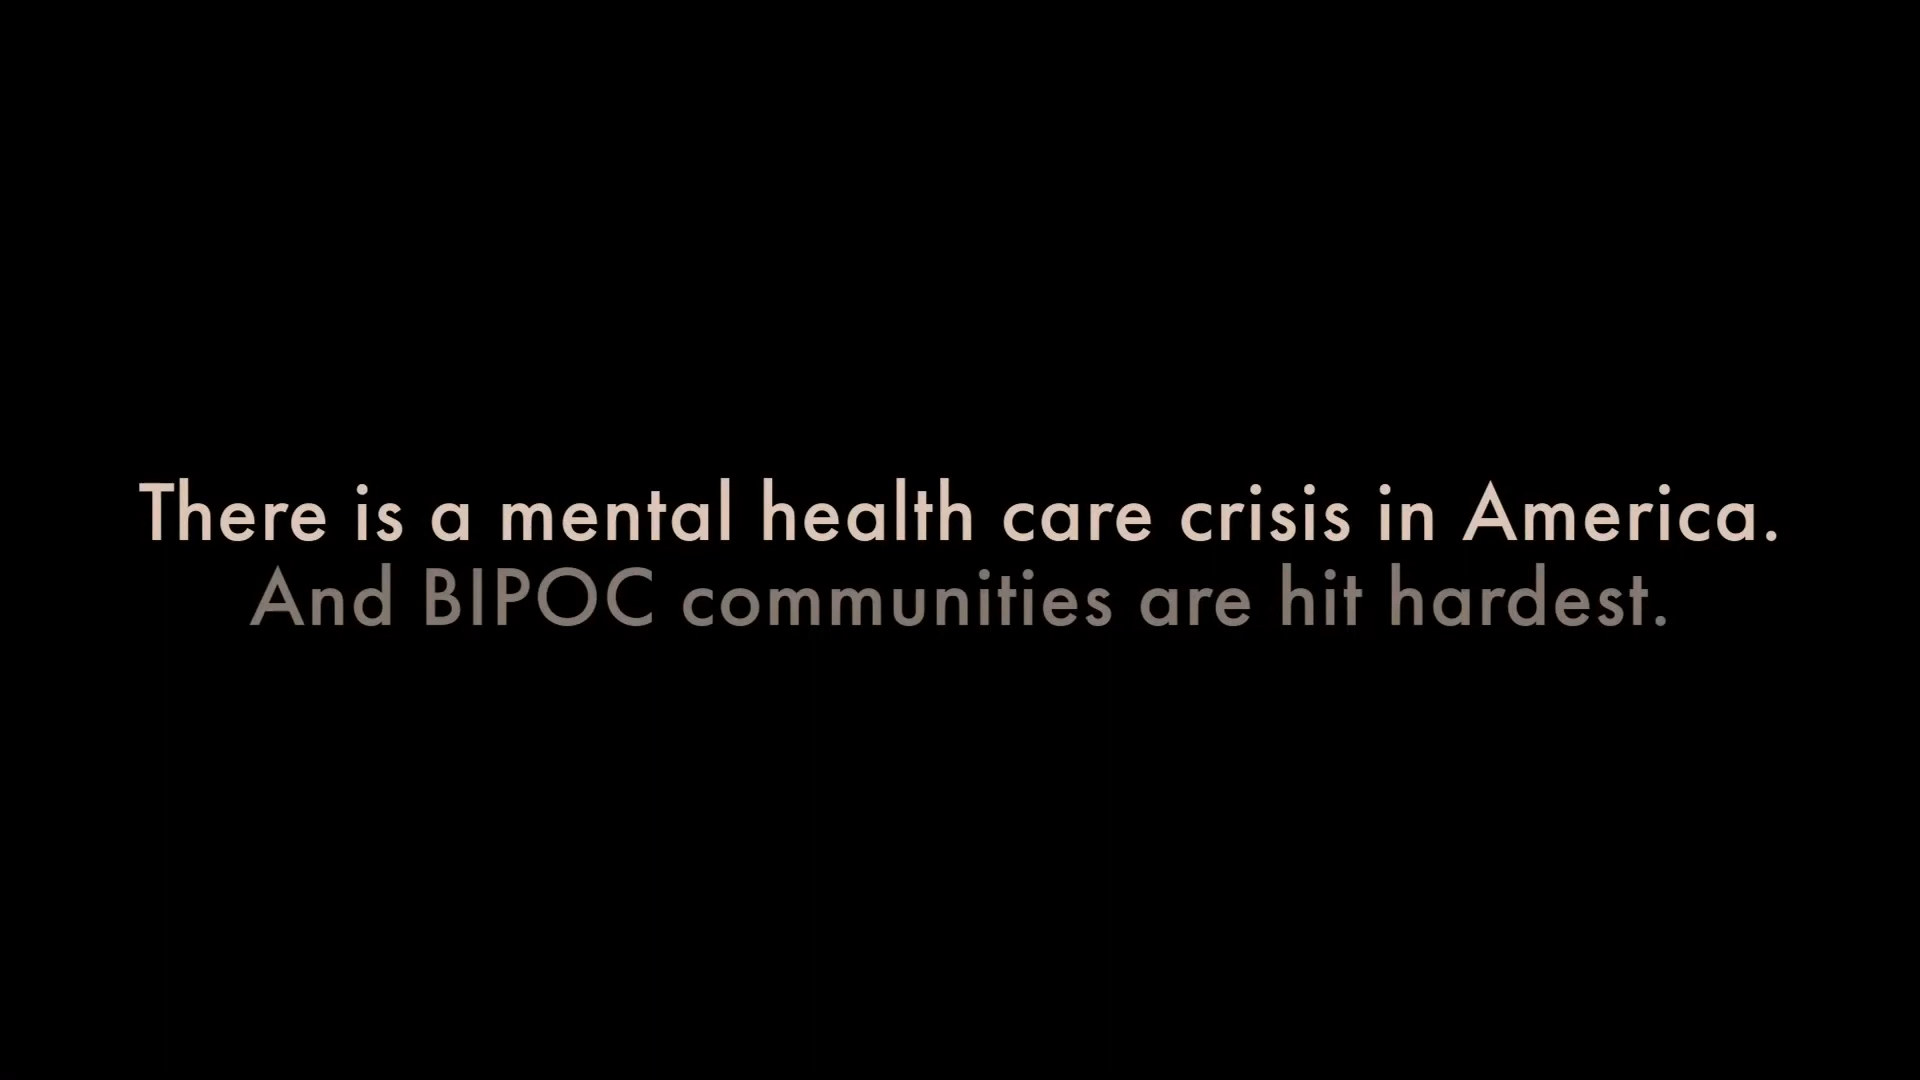 There is a mental health care crisis in America.
And BIPOC communities are hit hardest.